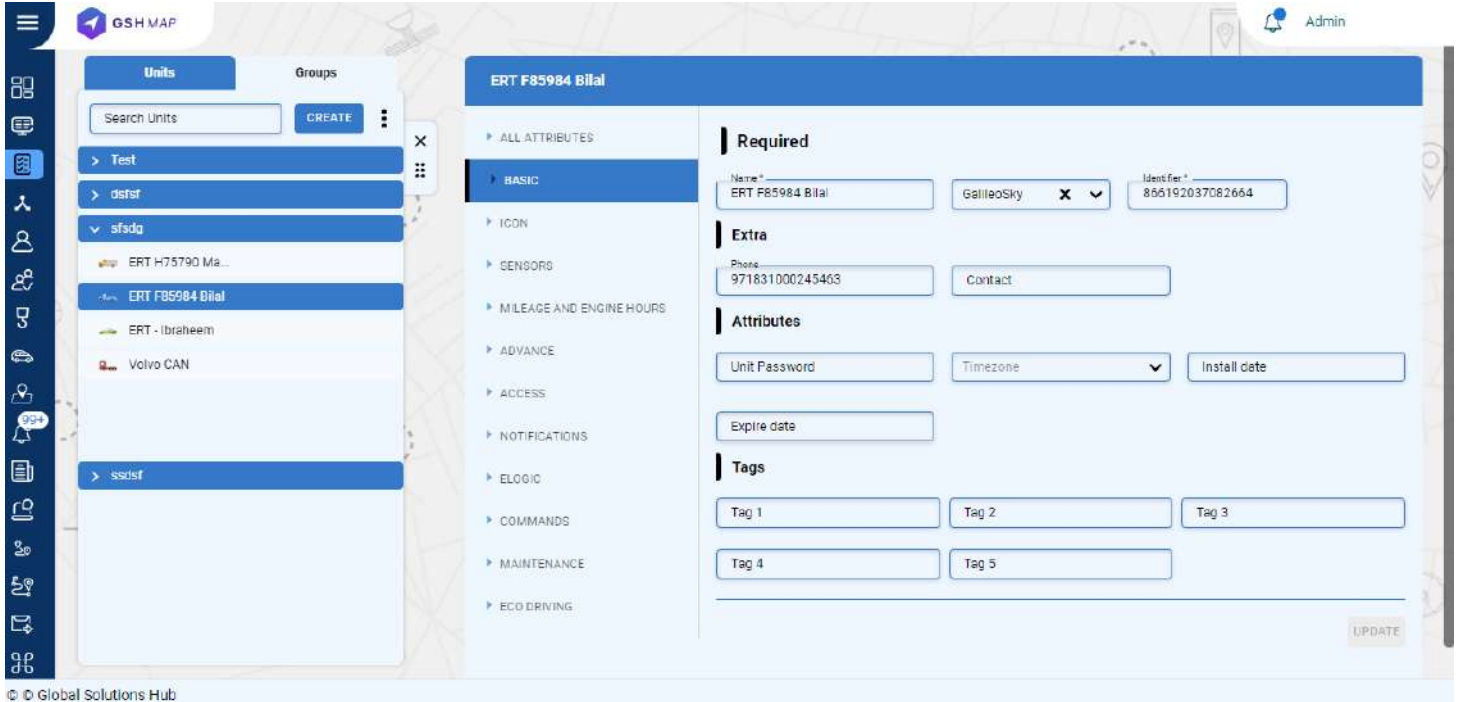 GSH MAP
Admin
Units
Groups
Search Units
CREATE
Test
dsfsf
sfsdg
ERT H75790 Ma...
ERT F85984 Bilal
ERT - Ibraheem
Volvo CAN
ssdsf
99+
ERT F85984 Bilal
ALL ATTRIBUTES
BASIC
ICON
SENSORS
MILEAGE AND ENGINE HOURS
ADVANCE
ACCESS
NOTIFICATIONS
ELOGIC
COMMANDS
MAINTENANCE
ECO DRIVING
Required
Name *
ERT F85984 Bilal
GalileoSky
Identifier *
866192037082664
Extra
Phone
971831000245463
Contact
Attributes
Unit Password
Timezone
Install date
Expire date
Tags
Tag 1
Tag 2
Tag 3
Tag 4
Tag 5
UPDATE
© © Global Solutions Hub